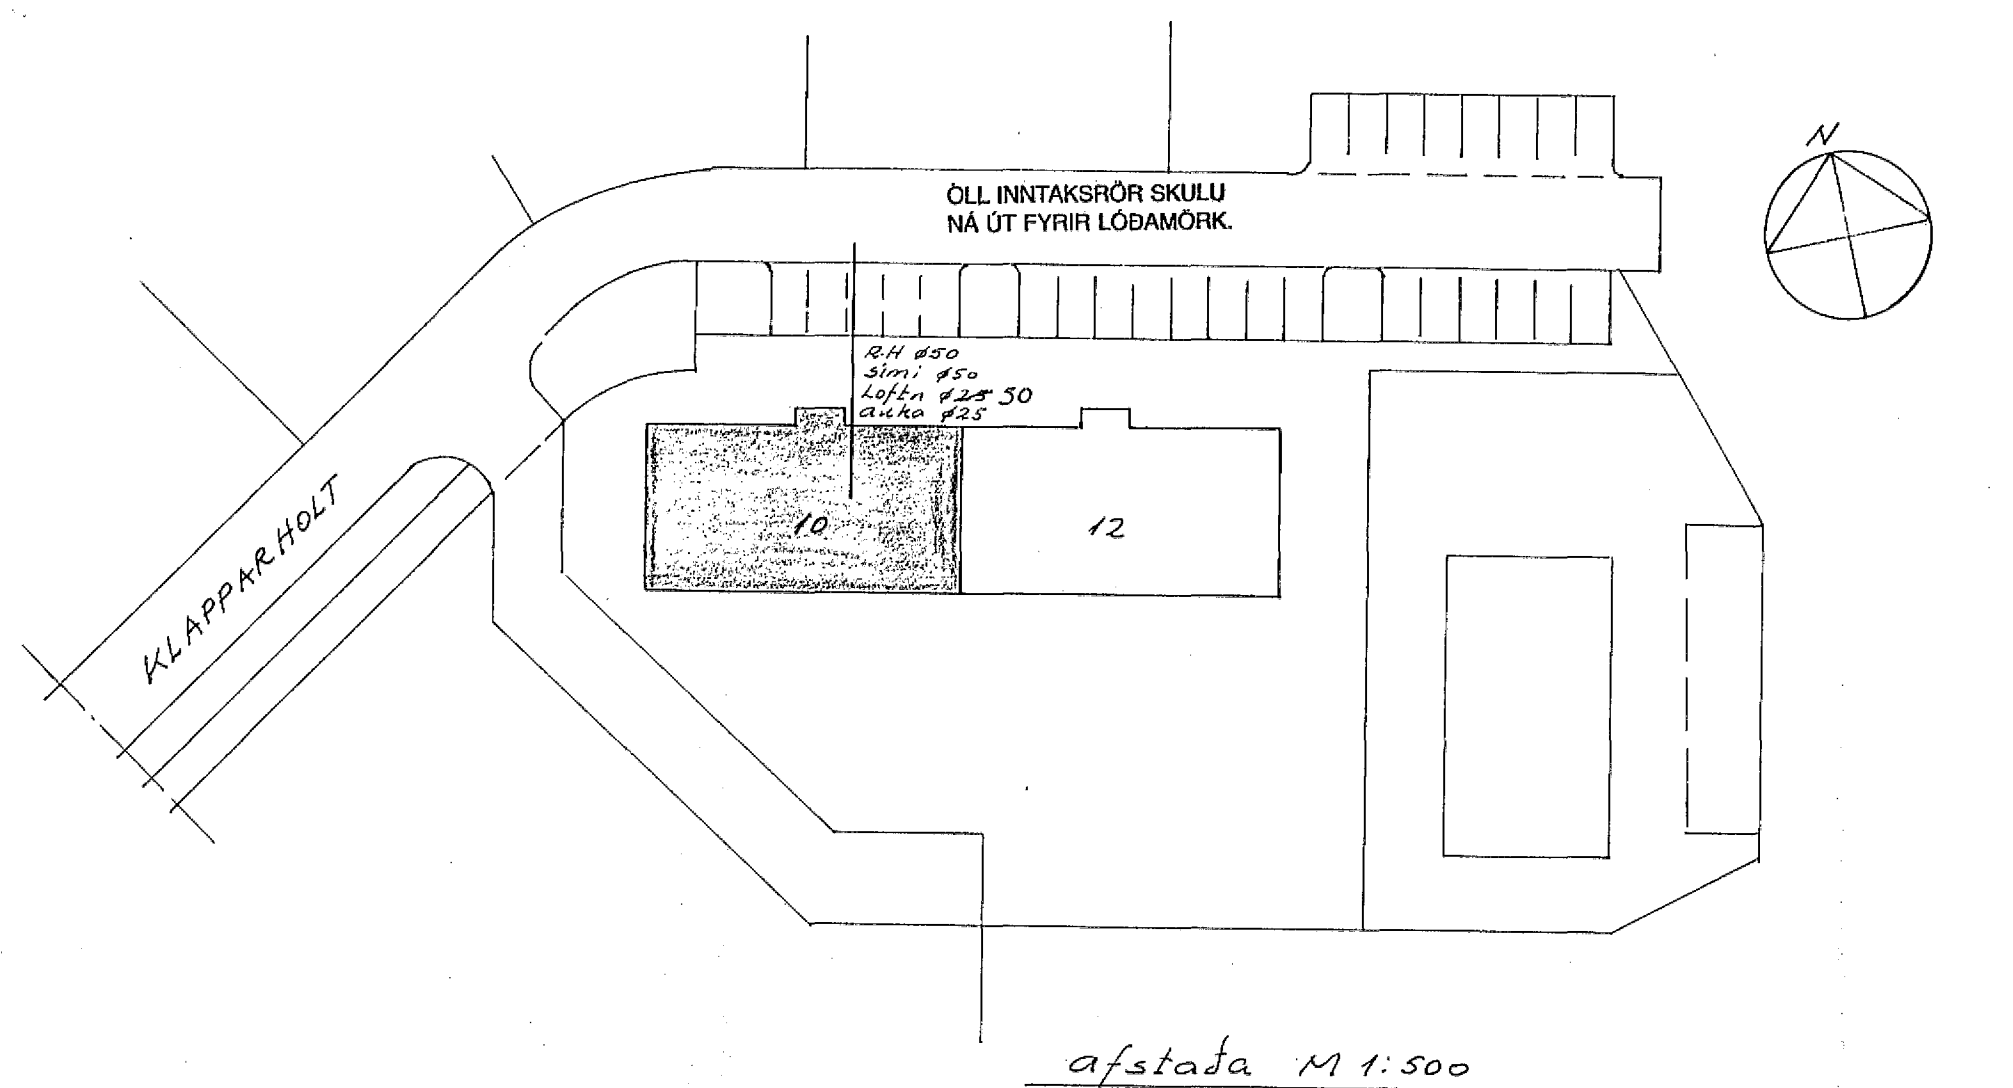 N
ÖLL INNTAKSRÖR SKULU
NÁ ÚT FYRIR LÓÐAMÖRK.
R.H ø50
Sími ø50
Loftn ø25 50
auka ø25
10
12
KLAPPARHOLT
afstaða M 1:500